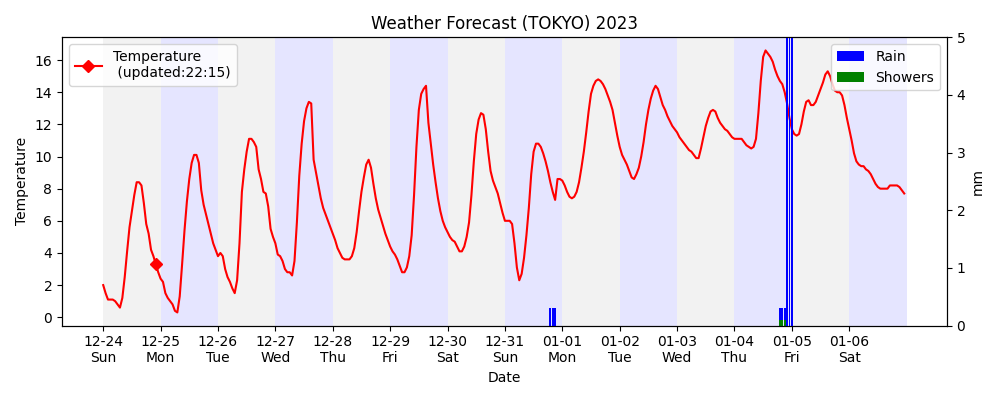 Weather Forecast (TOKYO) 2023
Temperature
(updated:22:15)
Rain
Showers
Temperature
16
14
12
10
8
6
4
2
0
5
4
3
2
1
0
mm
12-24 12-25 12-26 12-27 12-28 12-29 12-30 12-31 01-01 01-02 01-03 01-04 01-05 01-06
Sun Mon Tue Wed Thu Fri Sat Sun Mon Tue Wed Thu Fri Sat
Date